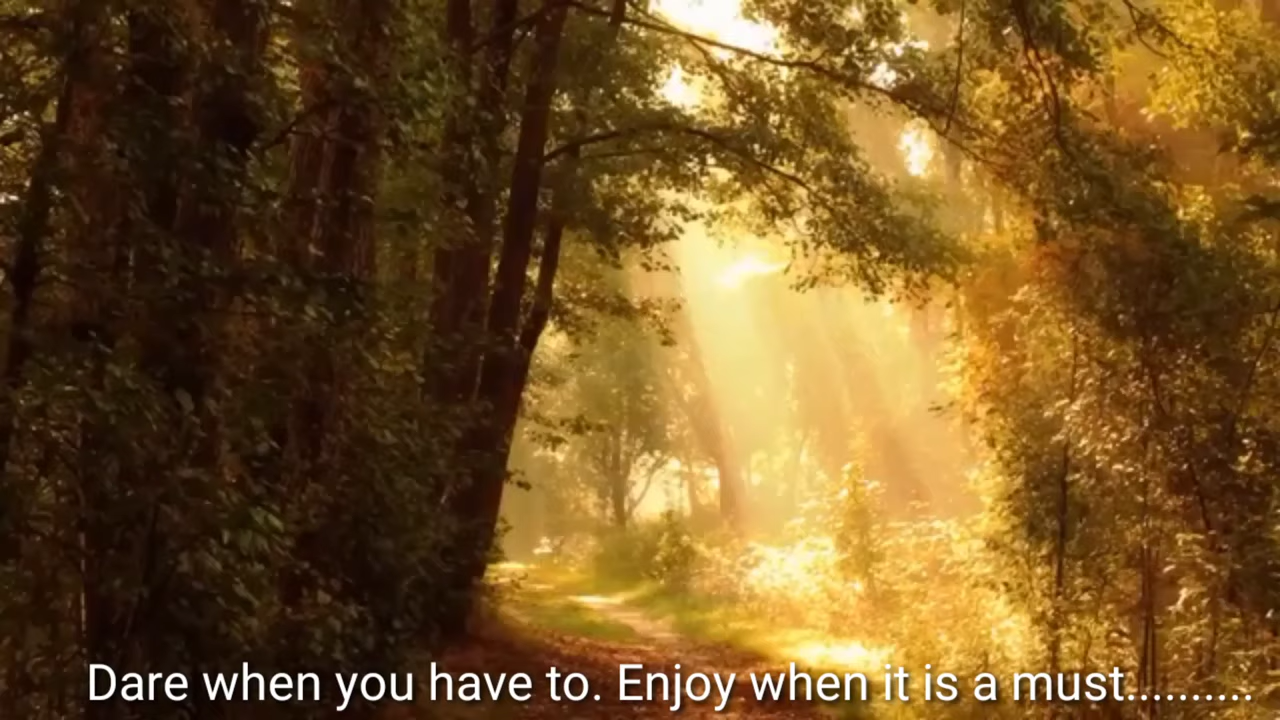 Dare when you have to. Enjoy when it is a must..........